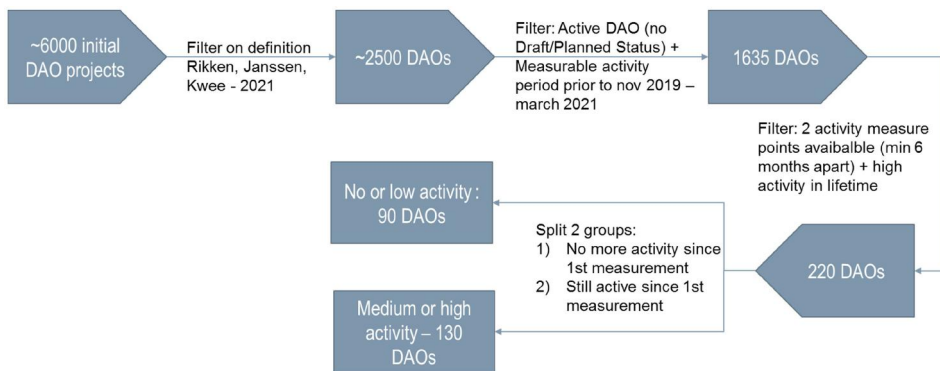 ~6000 initial
DAO projects
Filter on definition
Rikken, Janssen,
Kwee - 2021
~2500 DAOs
Filter: Active DAO (no
Draft/Planned Status) +
Measurable activity
period prior to nov 2019 –
march 2021
1635 DAOs
Filter: 2 activity measure
points avaibalble (min 6
months apart) + high
activity in lifetime
220 DAOs
Split 2 groups:
1) No more activity since
1st measurement
2) Still active since 1st
measurement
No or low activity :
90 DAOs
Medium or high
activity – 130
DAOs